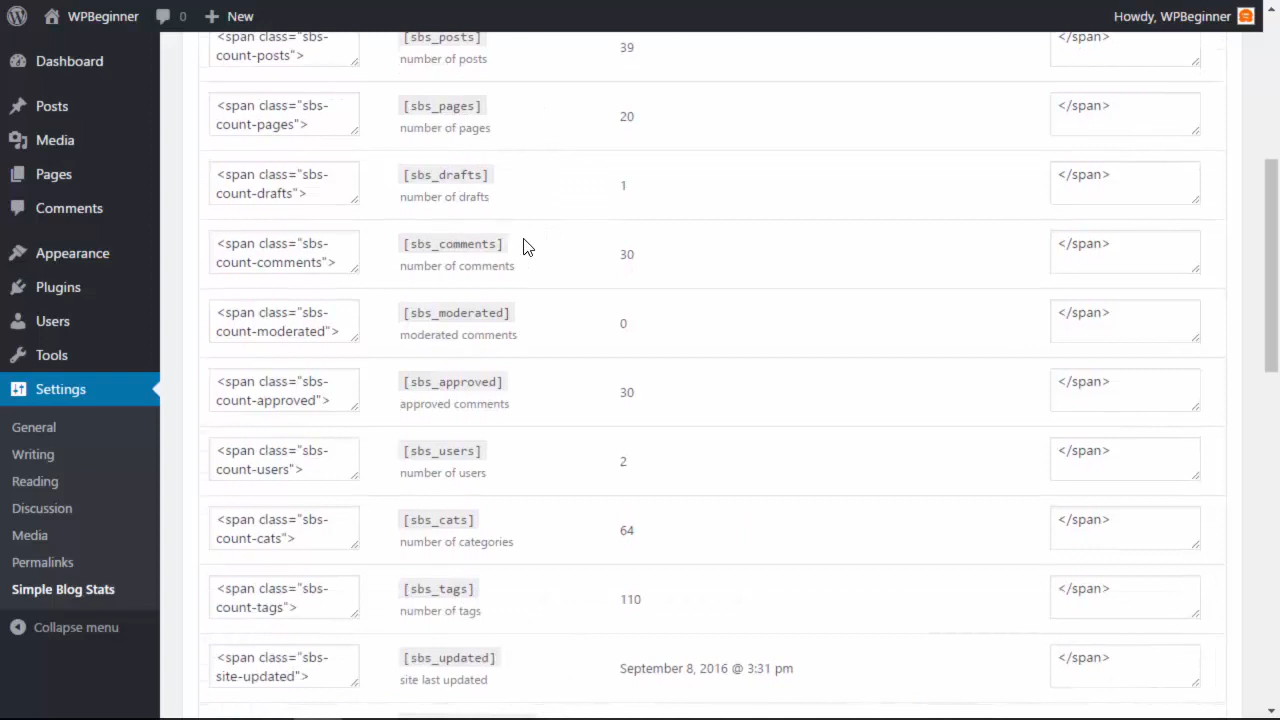 WPBeginner
0
New
Howdy, WPBeginner
Dashboard
Posts
Media
Pages
Comments
Appearance
Plugins
Users
Tools
Settings
General
Writing
Reading
Discussion
Media
Permalinks
Simple Blog Stats
Collapse menu
<span class="sbs-
count-posts">
[sbs_posts]
number of posts
39
</span>
<span class="sbs-
count-pages">
[sbs_pages]
number of pages
20
</span>
<span class="sbs-
count-drafts">
[sbs_drafts]
number of drafts
1
</span>
<span class="sbs-
count-comments">
[sbs_comments]
number of comments
30
</span>
<span class="sbs-
count-moderated">
[sbs_moderated]
moderated comments
0
</span>
<span class="sbs-
count-approved">
[sbs_approved]
approved comments
30
</span>
<span class="sbs-
count-users">
[sbs_users]
number of users
2
</span>
<span class="sbs-
count-cats">
[sbs_cats]
number of categories
64
</span>
<span class="sbs-
count-tags">
[sbs_tags]
number of tags
110
</span>
<span class="sbs-
site-updated">
[sbs_updated]
site last updated
September 8, 2016 @ 3:31 pm
</span>